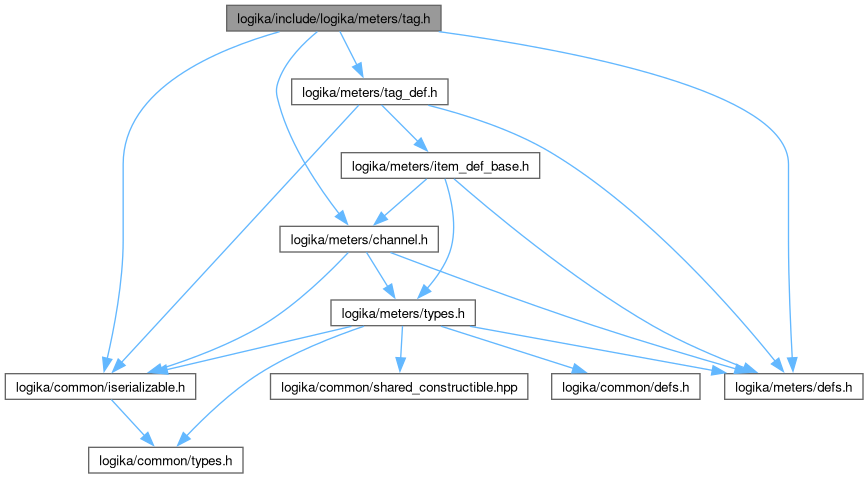 logika/include/logika/meters/tag.h
logika/meters/tag_def.h
logika/meters/item_def_base.h
logika/meters/channel.h
logika/meters/types.h
logika/common/iserializable.h
logika/common/shared_constructible.hpp
logika/common/defs.h
logika/meters/defs.h
logika/common/types.h